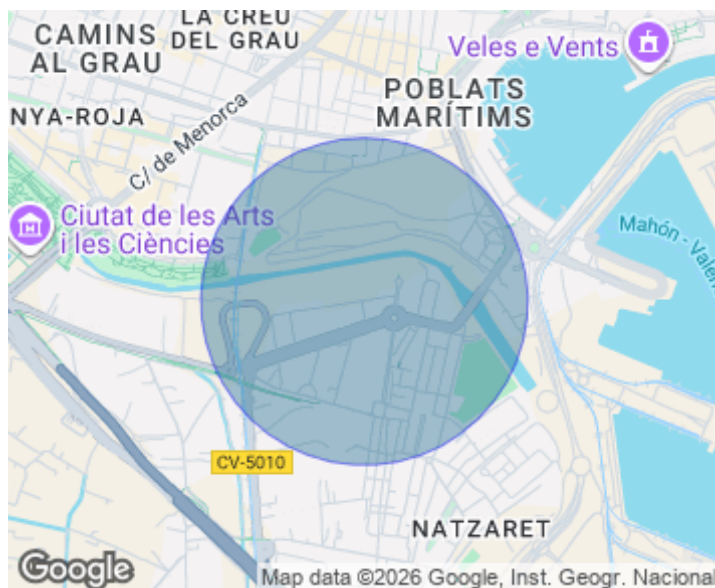 LA CREU
DEL GRAU
CAMINS
AL GRAU
Veles e Vents
POBLATS
MARÍTIMS
NYA-ROJA
C/ de Menorca
Ciutat de les Arts
i les Ciències
Mahón - Valen
CV-5010
NATZARET
Google
Map data ©2026 Google, Inst. Geogr. Nacional